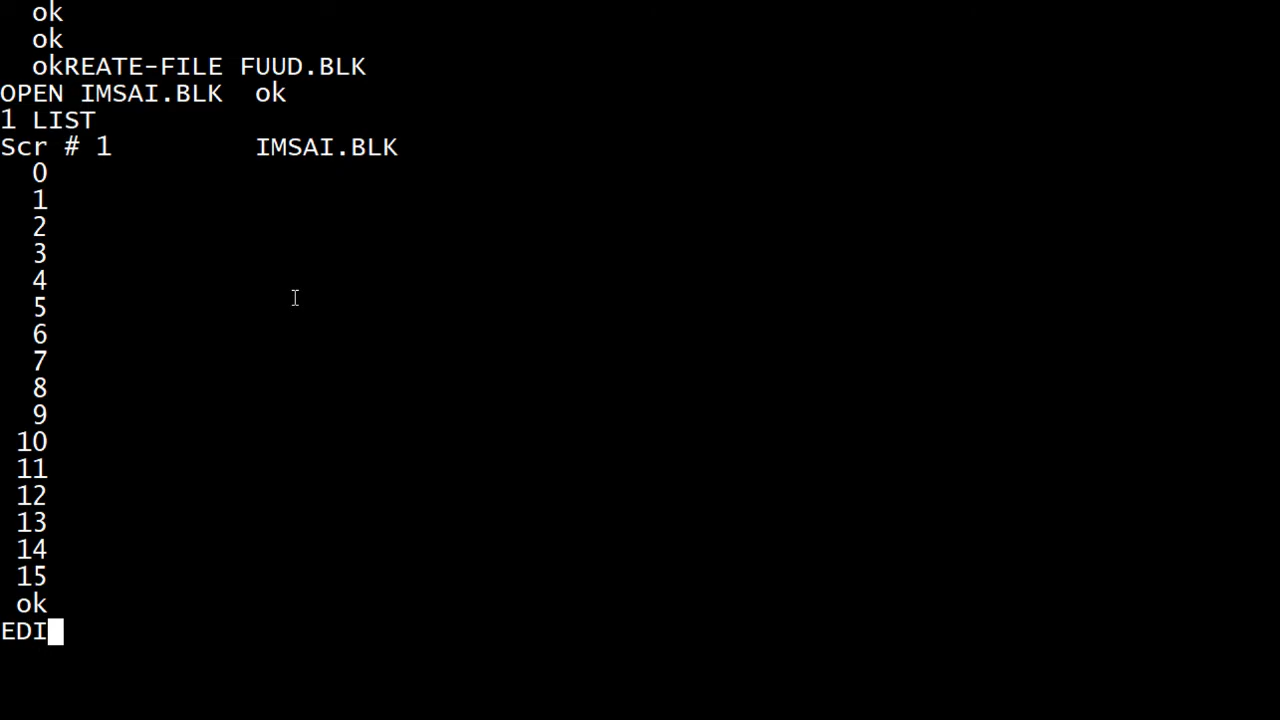 ok
ok
okREATE-FILE FUUD.BLK
OPEN IMSAI.BLK  ok
1 LIST
Scr # 1         IMSAI.BLK
0
1
2
3
4
5
6
7
8
9
10
11
12
13
14
15
ok
EDI